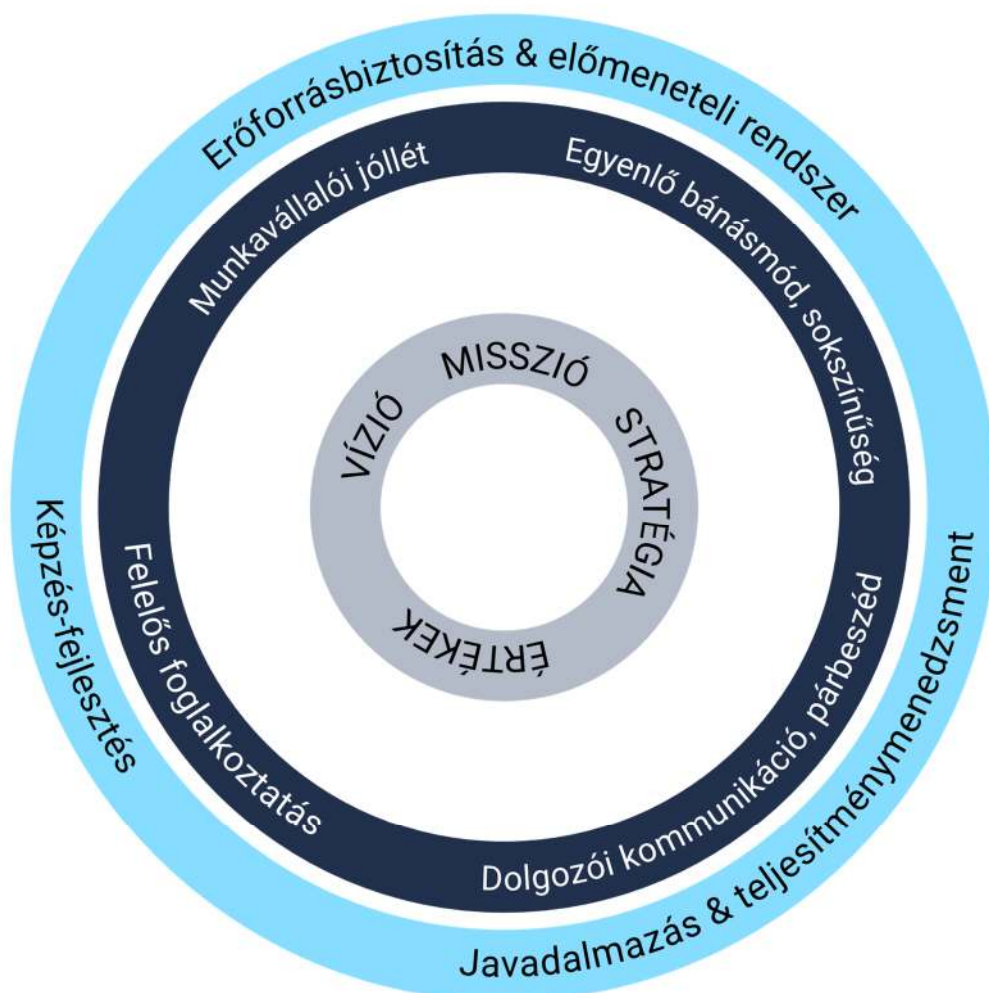 Erőforrásbiztosítás & előmeneteli rendszer
Munkavállalói jóllét
Egyenlő bánásmód, sokszínűség
MISSZIÓ
VÍZIÓ
STRATÉGIA
ÉRTÉKEK
Képzés-fejlesztés
Felelős foglalkoztatás
Dolgozói kommunikáció, párbeszéd
Javadalmazás & teljesítménymenedzsment